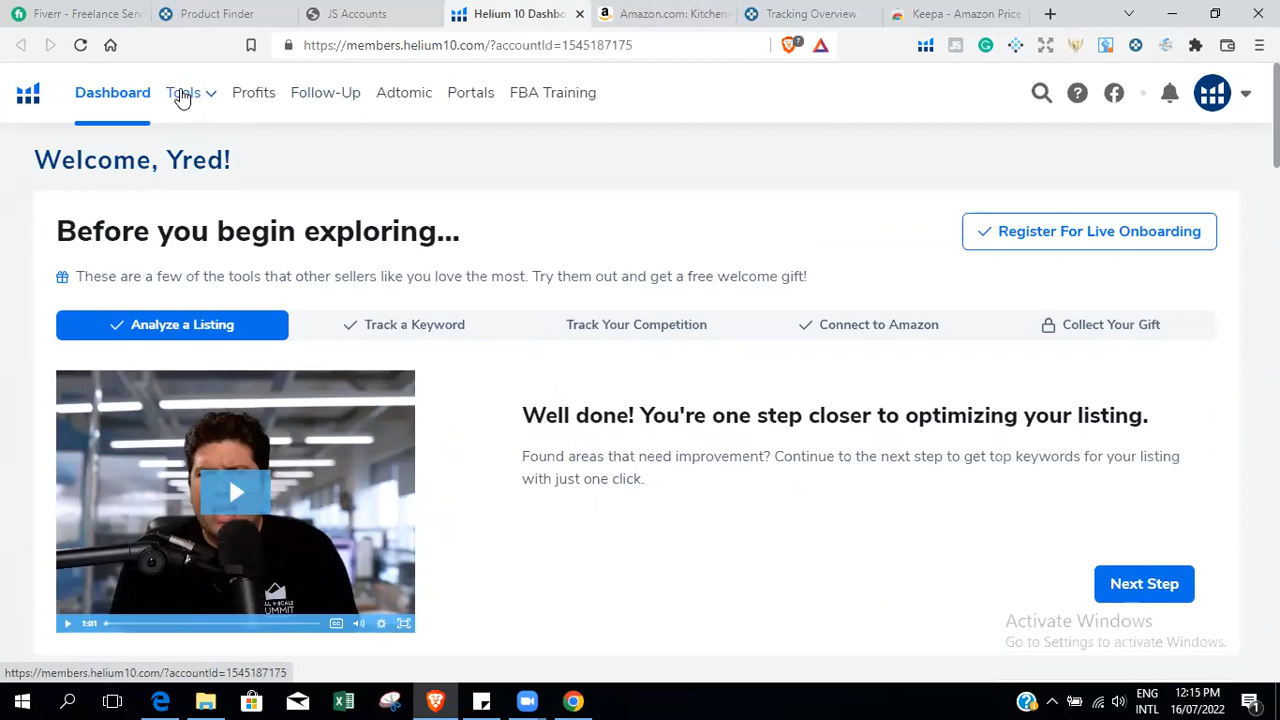 Fiverr - Freelance Serv
Product Finder
JS Accounts
Helium 10 Dashbo
Amazon.com: Kitchen
Tracking Overview
Keepa - Amazon Price
https://members.helium10.com/?accountId=1545187175
7
Dashboard
Tools
Profits
Follow-Up
Adtomic
Portals
FBA Training
Welcome, Yred!
Before you begin exploring...
Register For Live Onboarding
These are a few of the tools that other sellers like you love the most. Try them out and get a free welcome gift!
Analyze a Listing
Track a Keyword
Track Your Competition
Connect to Amazon
Collect Your Gift
Well done! You're one step closer to optimizing your listing.
Found areas that need improvement? Continue to the next step to get top keywords for your listing
with just one click.
1:01
CC
Next Step
Activate Windows
Go to Settings to activate Windows.
https://members.helium10.com/?accountId=1545187175
ENG
INTL
12:15 PM
16/07/2022